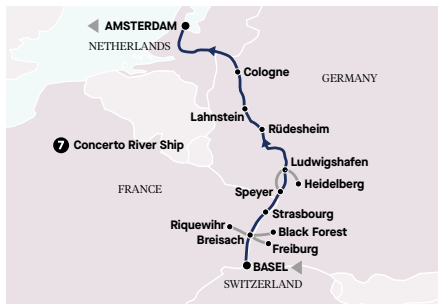 AMSTERDAM
NETHERLANDS
Cologne
GERMANY
Lahnstein
Rüdesheim
7 Concerto River Ship
Ludwigshafen
Heidelberg
FRANCE
Speyer
Strasbourg
Riquewihr
Black Forest
Breisach
Freiburg
BASEL
SWITZERLAND